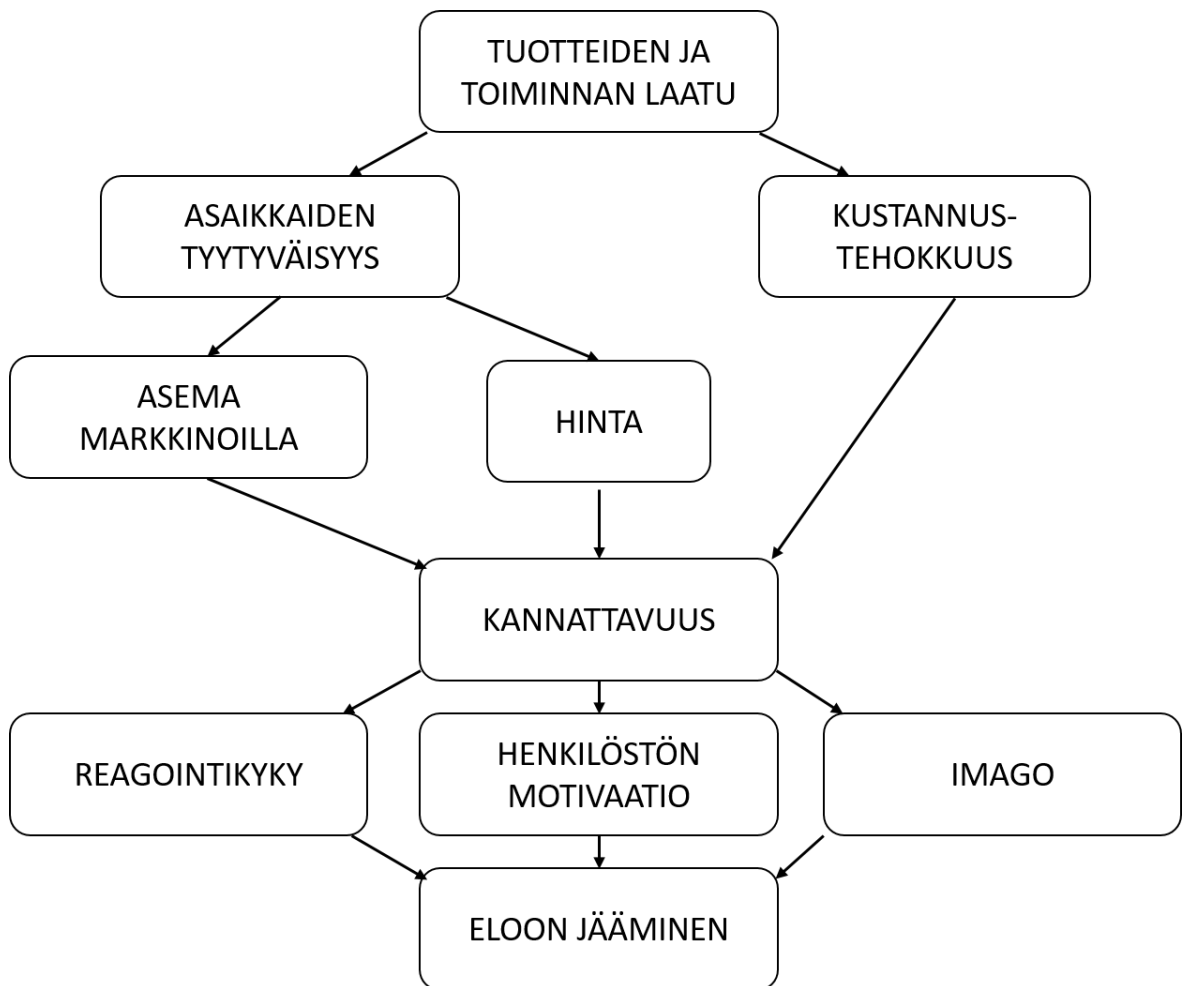 TUOTTEIDEN JA
TOIMINNAN LAATU
ASAIKKAIDEN
TYYTYVÄISYYS
KUSTANNUS-
TEHOKKUUS
ASEMA
MARKKINOILLA
HINTA
KANNATTAVUUS
REAGOINTIKYKY
HENKILÖSTÖN
MOTIVAATIO
IMAGO
ELOON JÄÄMINEN